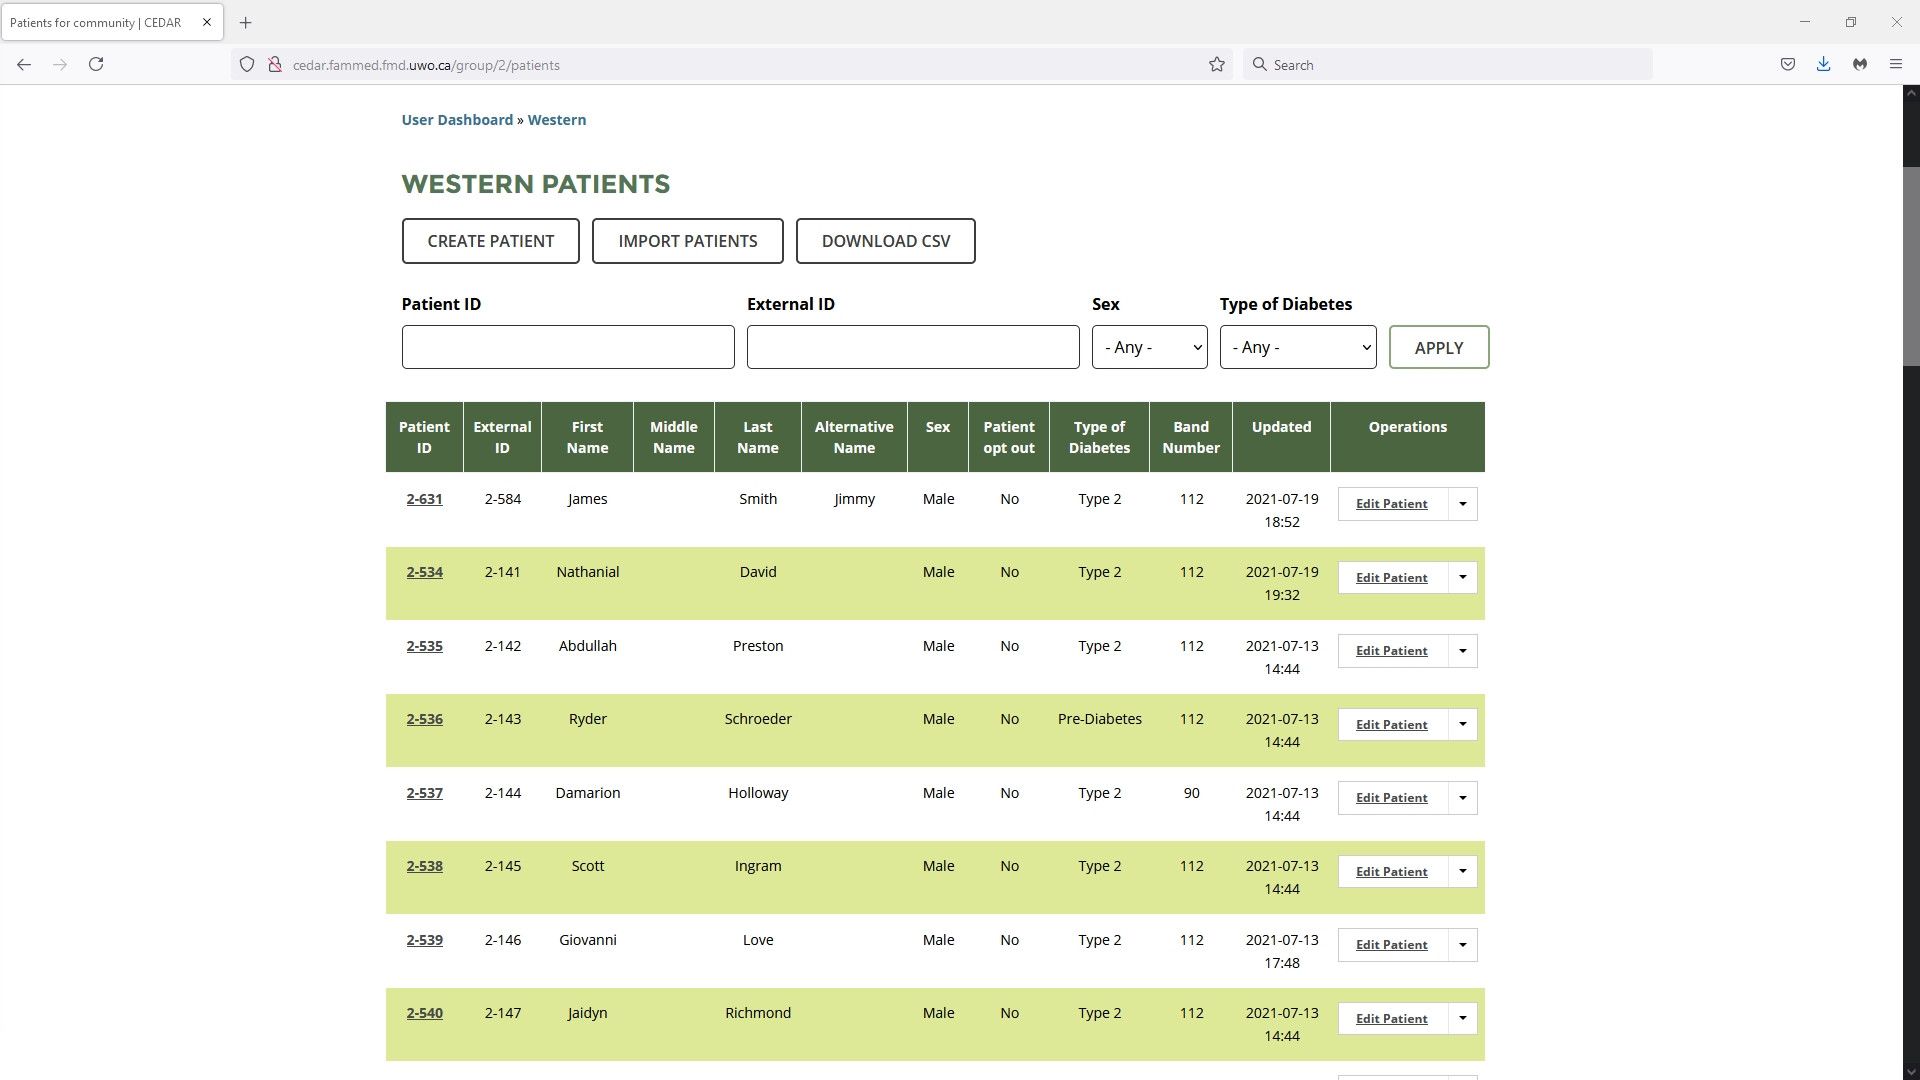 Patients for community | CEDAR
cedar.fammed.fmd.uwo.ca/group/2/patients
Search
User Dashboard » Western
WESTERN PATIENTS
CREATE PATIENT IMPORT PATIENTS DOWNLOAD CSV
Patient ID External ID Sex Type of Diabetes
- Any - - Any - APPLY
Patient ID External ID First Name Middle Name Last Name Alternative Name Sex Patient opt out Type of Diabetes Band Number Updated Operations
2-631 2-584 James Smith Jimmy Male No Type 2 112 2021-07-19 18:52 Edit Patient
2-534 2-141 Nathanial David Male No Type 2 112 2021-07-19 19:32 Edit Patient
2-535 2-142 Abdullah Preston Male No Type 2 112 2021-07-13 14:44 Edit Patient
2-536 2-143 Ryder Schroeder Male No Pre-Diabetes 112 2021-07-13 14:44 Edit Patient
2-537 2-144 Damarion Holloway Male No Type 2 90 2021-07-13 14:44 Edit Patient
2-538 2-145 Scott Ingram Male No Type 2 112 2021-07-13 14:44 Edit Patient
2-539 2-146 Giovanni Love Male No Type 2 112 2021-07-13 17:48 Edit Patient
2-540 2-147 Jaidyn Richmond Male No Type 2 112 2021-07-13 14:44 Edit Patient